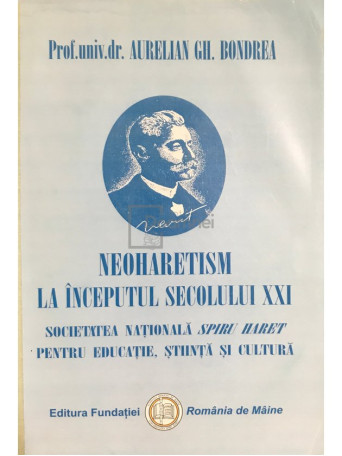 Prof.univ.dr. AURELIAN GH. BONDREA
NEOHARETISM
LA ÎNCEPUTUL SECOLULUI XXI
SOCIETATEA NAȚIONALĂ SPIRU HARET
PENTRU EDUCAȚIE, ȘTIINȚĂ ȘI CULTURĂ
Editura Fundației România de Mâine